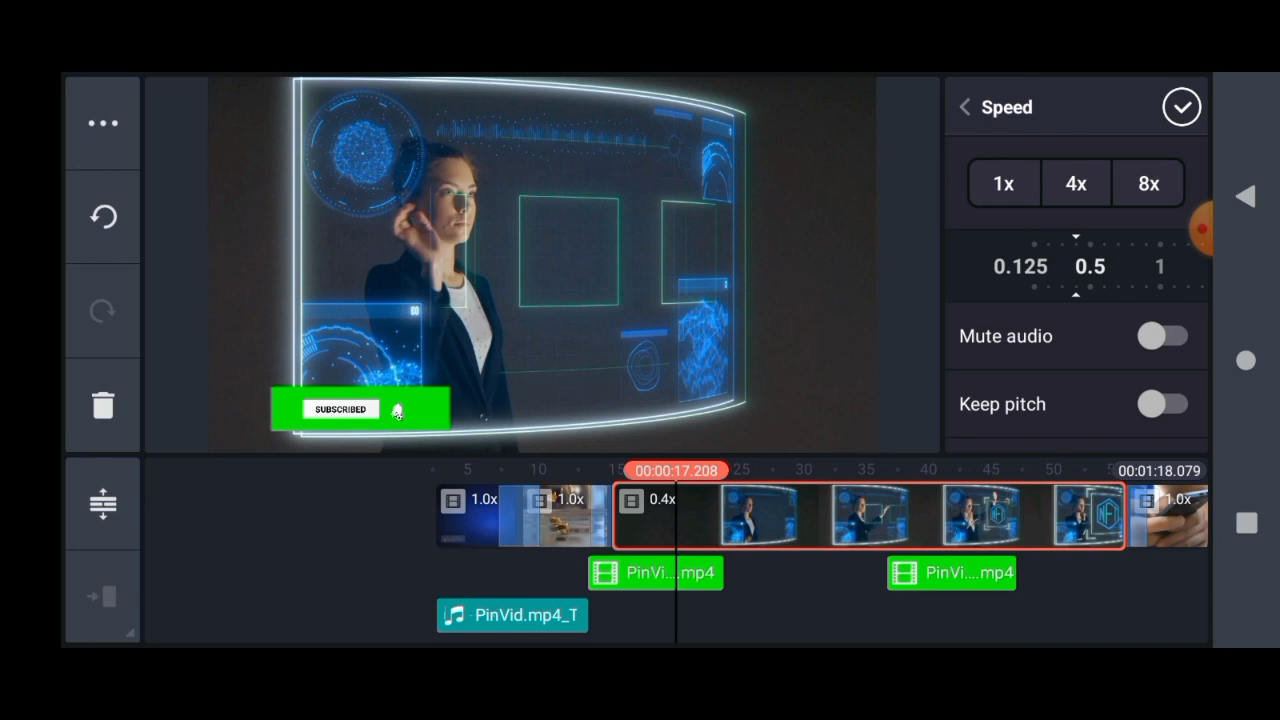 Speed
1x 4x 8x
0.125 0.5 1
Mute audio
Keep pitch
SUBSCRIBED
5 10 15 00:00:17.208 25 30 35 40 45 50 00:01:18.079
1.0x 1.0x 0.4x 1.0x
PinVi....mp4 PinVi....mp4
PinVid.mp4_T